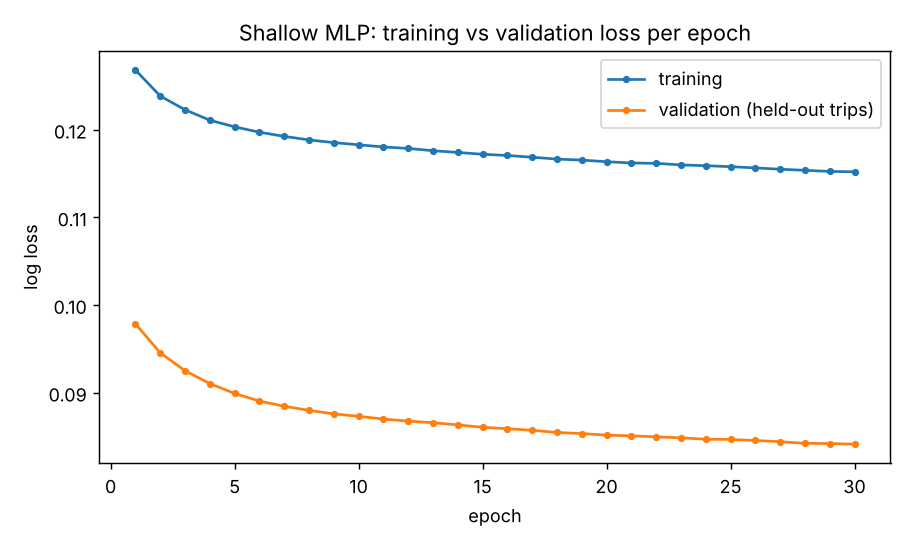 Shallow MLP: training vs validation loss per epoch
training
validation (held-out trips)
0.12
0.11
0.10
0.09
log loss
0 5 10 15 20 25 30
epoch